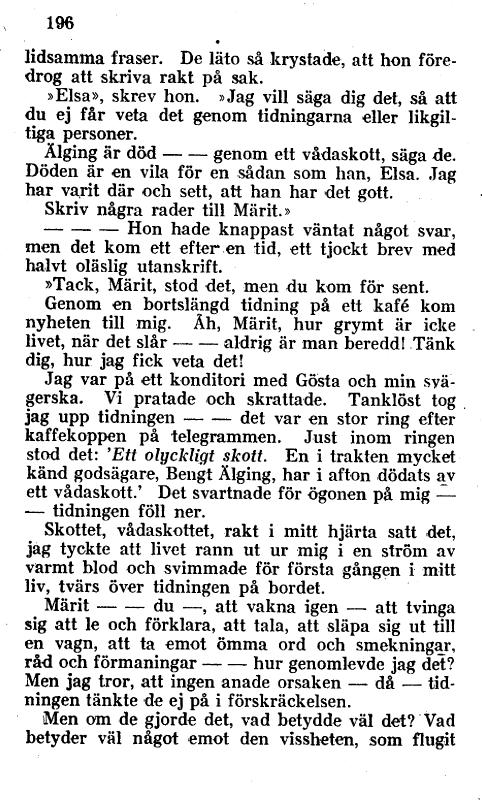 196
lidsamma fraser. De läto så krystade, att hon före-
drog att skriva rakt på sak.
»Elsa», skrev hon. »Jag vill säga dig det, så att
du ej får veta det genom tidningarna eller likgil-
tiga personer.
Älging är död — — genom ett vådaskott, säga de.
Döden är en vila för en sådan som han, Elsa. Jag
har varit där och sett, att han har det gott.
Skriv några rader till Märit.»
— — — Hon hade knappast väntat något svar,
men det kom ett efter en tid, ett tjockt brev med
halvt oläslig utanskrift.
»Tack, Märit, stod det, men du kom för sent.
Genom en bortslängd tidning på ett kafé kom
nyheten till mig. Åh, Märit, hur grymt är icke
livet, när det slår — — aldrig är man beredd! Tänk
dig, hur jag fick veta det!
Jag var på ett konditori med Gösta och min svä-
gerska. Vi pratade och skrattade. Tanklöst tog
jag upp tidningen — — det var en stor ring efter
kaffekoppen på telegrammen. Just inom ringen
stod det: 'Ett olyckligt skott. En i trakten mycket
känd godsägare, Bengt Älging, har i afton dödats av
ett vådaskott.' Det svartnade för ögonen på mig —
— tidningen föll ner.
Skottet, vådaskottet, rakt i mitt hjärta satt det,
jag tyckte att livet rann ut ur mig i en ström av
varmt blod och svimmade för första gången i mitt
liv, tvärs över tidningen på bordet.
Märit — — du —, att vakna igen — att tvinga
sig att le och förklara, att tala, att släpa sig ut till
en vagn, att ta emot ömma ord och smekningar,
råd och förmaningar — — hur genomlevde jag det?
Men jag tror, att ingen anade orsaken — då — tid-
ningen tänkte de ej på i förskräckelsen.
Men om de gjorde det, vad betydde väl det? Vad
betyder väl något emot den vissheten, som flugit